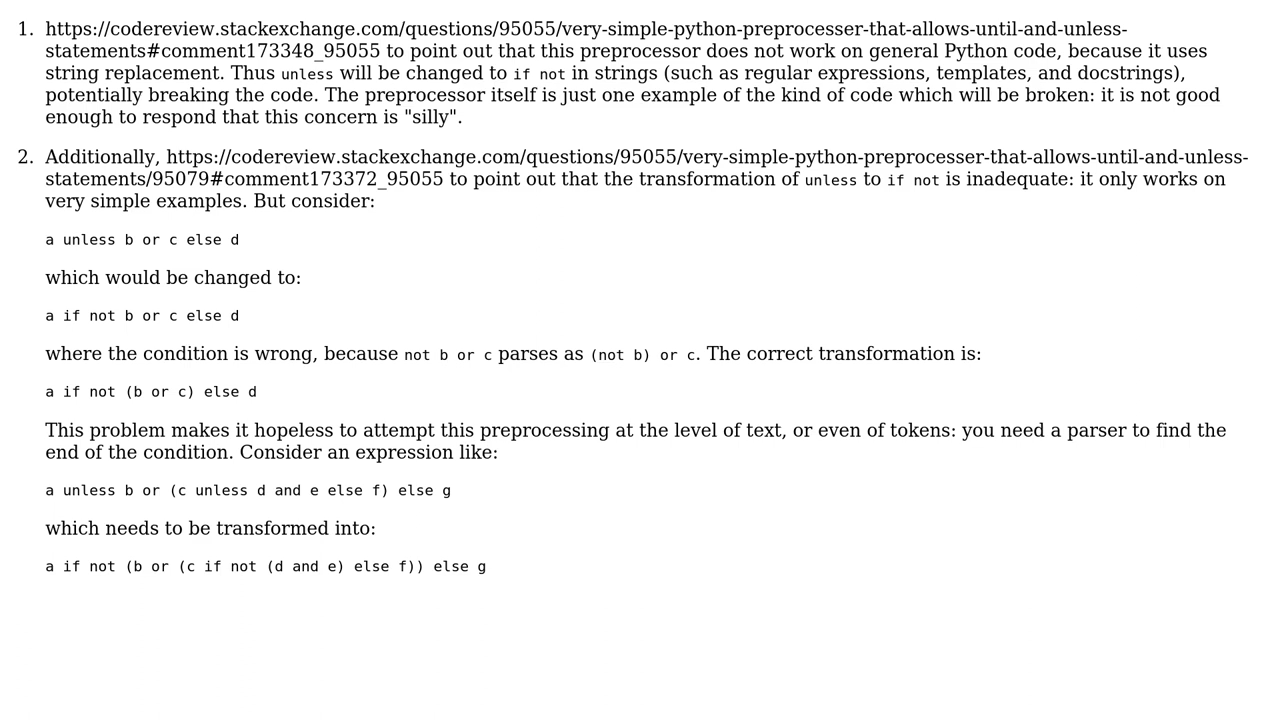 1. https://codereview.stackexchange.com/questions/95055/very-simple-python-preprocesser-that-allows-until-and-unless-
statements#comment173348_95055 to point out that this preprocessor does not work on general Python code, because it uses
string replacement. Thus unless will be changed to if not in strings (such as regular expressions, templates, and docstrings),
potentially breaking the code. The preprocessor itself is just one example of the kind of code which will be broken: it is not good
enough to respond that this concern is "silly".
2. Additionally, https://codereview.stackexchange.com/questions/95055/very-simple-python-preprocesser-that-allows-until-and-unless-
statements/95079#comment173372_95055 to point out that the transformation of unless to if not is inadequate: it only works on
very simple examples. But consider:
a unless b or c else d
which would be changed to:
a if not b or c else d
where the condition is wrong, because not b or c parses as (not b) or c. The correct transformation is:
a if not (b or c) else d
This problem makes it hopeless to attempt this preprocessing at the level of text, or even of tokens: you need a parser to find the
end of the condition. Consider an expression like:
a unless b or (c unless d and e else f) else g
which needs to be transformed into:
a if not (b or (c if not (d and e) else f)) else g